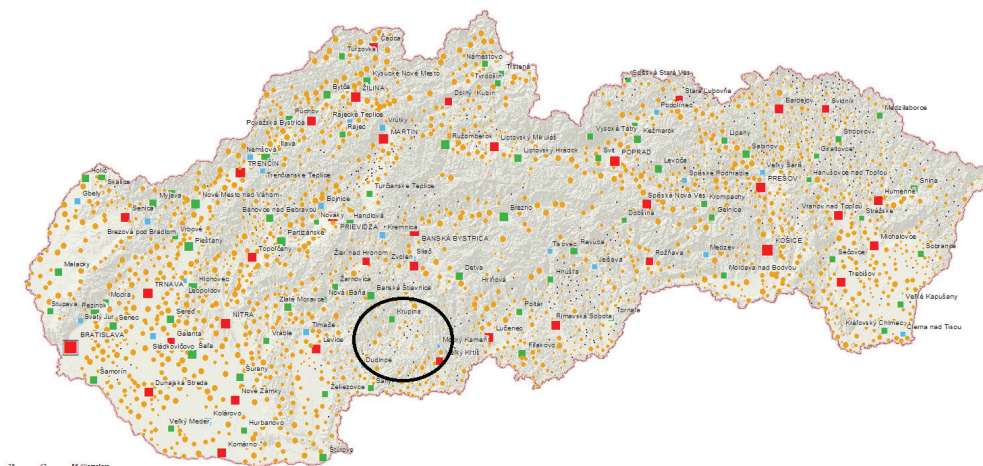 Čadca
Turzovka
Námestovo
Trstená
Kysucké Nové Mesto
Tvrdošín
Spišská Stará Ves
Bytča
ŽILINA
Dolný Kubín
Stará Ľubovňa
Púchov
Podolínec
Bardejov
Svidník
Medzilaborce
Považská Bystrica
Rajecké Teplice
Vrútky
Rajec
MARTIN
Vysoké Tatry
Kežmarok
Lipany
Stropkov
Ružomberok
Liptovský Mikuláš
Sabinov
Giraltovce
Ilava
Nemšová
Liptovský Hrádok
Svit
POPRAD
TRENČÍN
Levoča
Veľký Šariš
Hanušovce nad Topľou
Holíč
Trenčianske Teplice
Spišské Podhradie
PREŠOV
Skalica
Turčianske Teplice
Snina
Gbely
Myjava
Nové Mesto nad Váhom
Bojnice
Spišská Nová Ves
Krompachy
Humenné
Senica
Bánovce nad Bebravou
Nováky
Handlová
Brezno
Dobšiná
Gelnica
Vranov nad Topľou
Strážske
Brezová pod Bradlom
Vrbové
PRIEVIDZA
Kremnica
Partizánske
BANSKÁ BYSTRICA
Piešťany
Tisovec
Revúca
KOŠICE
Michalovce
Topoľčany
Žiar nad Hronom
Sliač
Zvolen
Jelšava
Rožňava
Medzev
Sečovce
Sobrance
Malacky
Hlohovec
Žarnovica
Detva
Hriňová
Hnúšťa
Moldava nad Bodvou
Trebišov
TRNAVA
Leopoldov
Nová Baňa
Banská Štiavnica
Modra
Zlaté Moravce
Veľké Kapušany
Stupava
Pezinok
Sereď
Krupina
Poltár
Tornaľa
Svätý Jur
Senec
NITRA
Rimavská Sobota
Kráľovský Chlmec
BRATISLAVA
Galanta
Vráble
Tlmače
Lučenec
Čierna nad Tisou
Sládkovičovo
Šaľa
Levice
Modrý Kameň
Fiľakovo
Dudince
Veľký Krtíš
Šamorín
Šurany
Dunajská Streda
Nové Zámky
Želiezovce
Šahy
Kolárovo
Veľký Meder
Hurbanovo
Komárno
Štúrovo